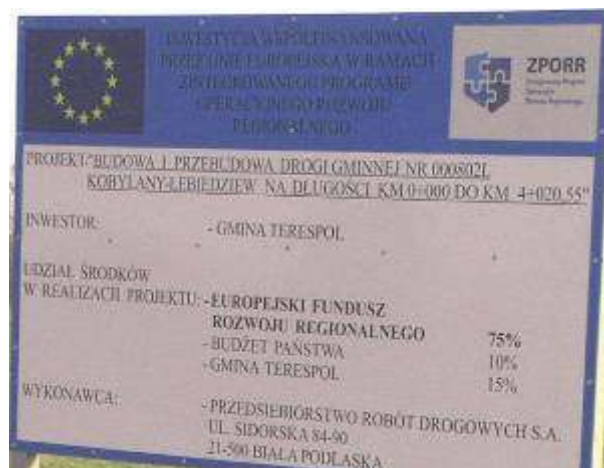 INWESTYCJA WSPÓŁFINANSOWANA
PRZEZ UNIĘ EUROPEJSKĄ W RAMACH
ZINTEGROWANEGO PROGRAMU
OPERACYJNEGO ROZWOJU
REGIONALNEGO
ZPORR
PROJEKT:"BUDOWA I PRZEBUDOWA DROGI GMINNEJ NR 000802L
KOBYLANY-ŁEBIEDZIEW NA DŁUGOŚCI KM 0+000 DO KM 4+020,55"
INWESTOR: - GMINA TERESPOL
UDZIAŁ ŚRODKÓW
W REALIZACJI PROJEKTU: - EUROPEJSKI FUNDUSZ
ROZWOJU REGIONALNEGO 75%
- BUDŻET PAŃSTWA 10%
- GMINA TERESPOL 15%
WYKONAWCA: - PRZEDSIĘBIORSTWO ROBÓT DROGOWYCH S.A.
UL. SIDORSKA 84-90
21-500 BIAŁA PODLASKA